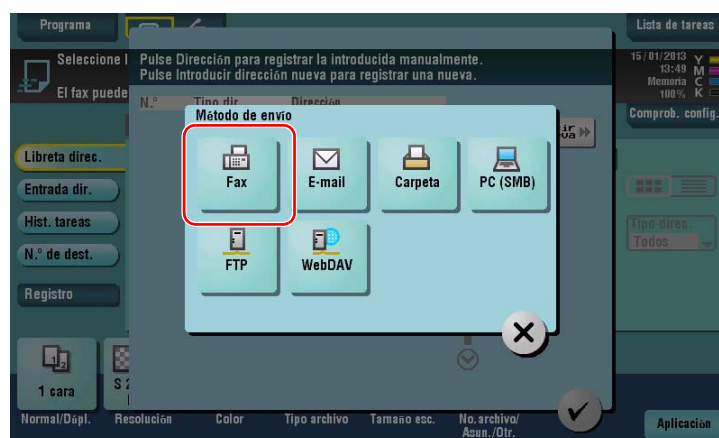 Programa
Lista de tareas
Seleccione l
El fax puede
Pulse Dirección para registrar la introducida manualmente.
Pulse Introducir dirección nueva para registrar una nueva.
15/01/2013
13:49
Memoria
100%
Y
M
C
K
Comprob. config.
N.° Tipo dir. Dirección
Método de envío
Fax
E-mail
Carpeta
PC (SMB)
FTP
WebDAV
Libreta direc.
Entrada dir.
Hist. tareas
N.° de dest.
Registro
Tipo direc.
Todos
1 cara
Normal/Dúpl.
Resolución
Color
Tipo archivo
Tamaño esc.
No.archivo/
Asun./Otr.
Aplicación